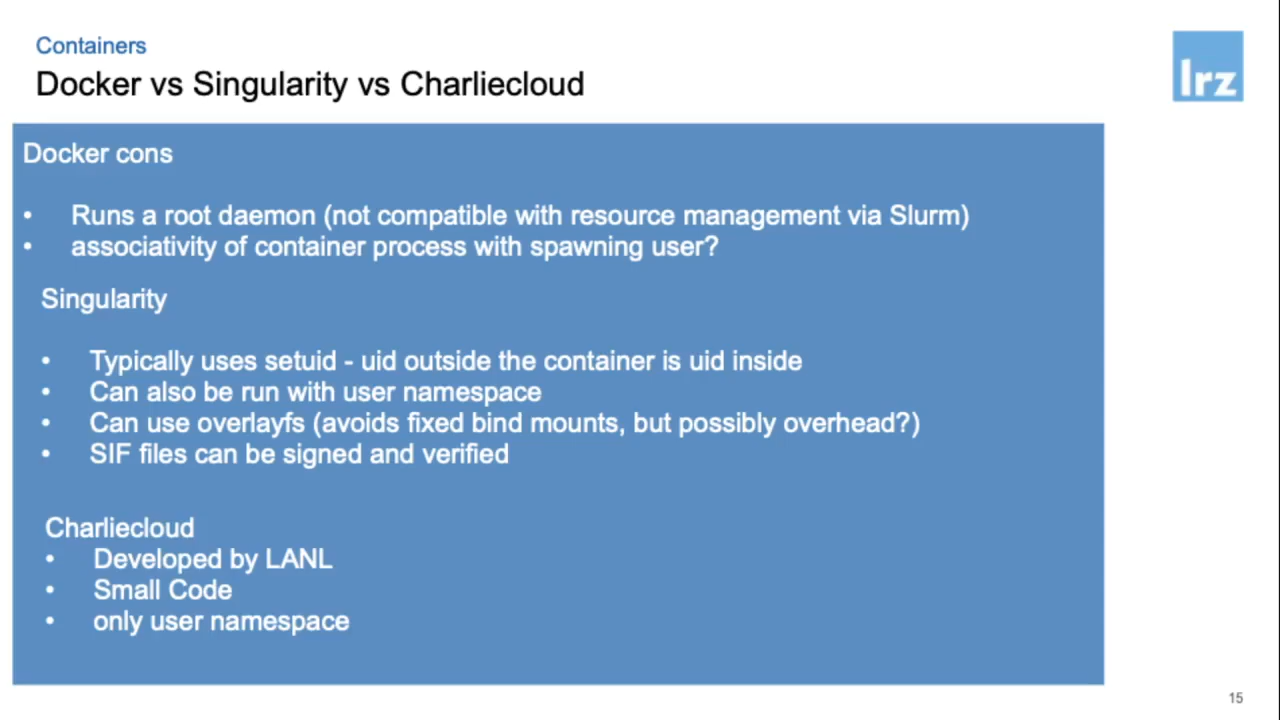 Containers
Docker vs Singularity vs Charliecloud
lrz
Docker cons
• Runs a root daemon (not compatible with resource management via Slurm)
• associativity of container process with spawning user?
Singularity
• Typically uses setuid - uid outside the container is uid inside
• Can also be run with user namespace
• Can use overlayfs (avoids fixed bind mounts, but possibly overhead?)
• SIF files can be signed and verified
Charliecloud
• Developed by LANL
• Small Code
• only user namespace
15